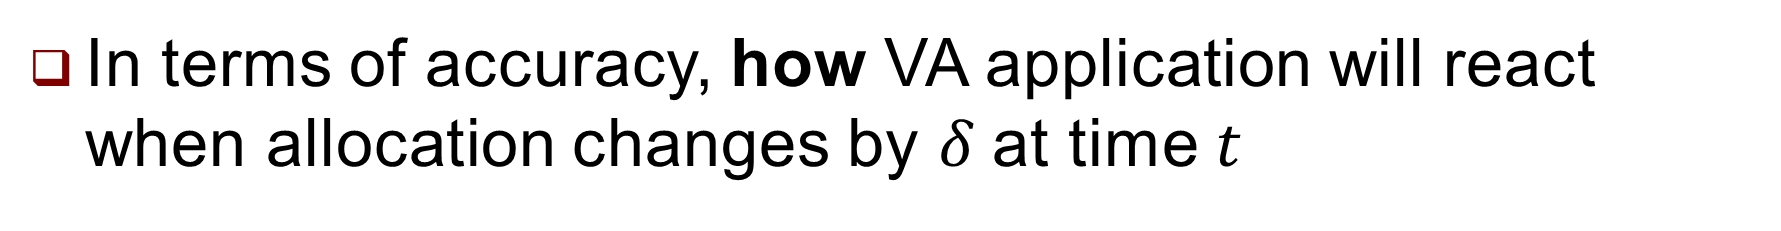 In terms of accuracy, how VA application will react
when allocation changes by δ at time t